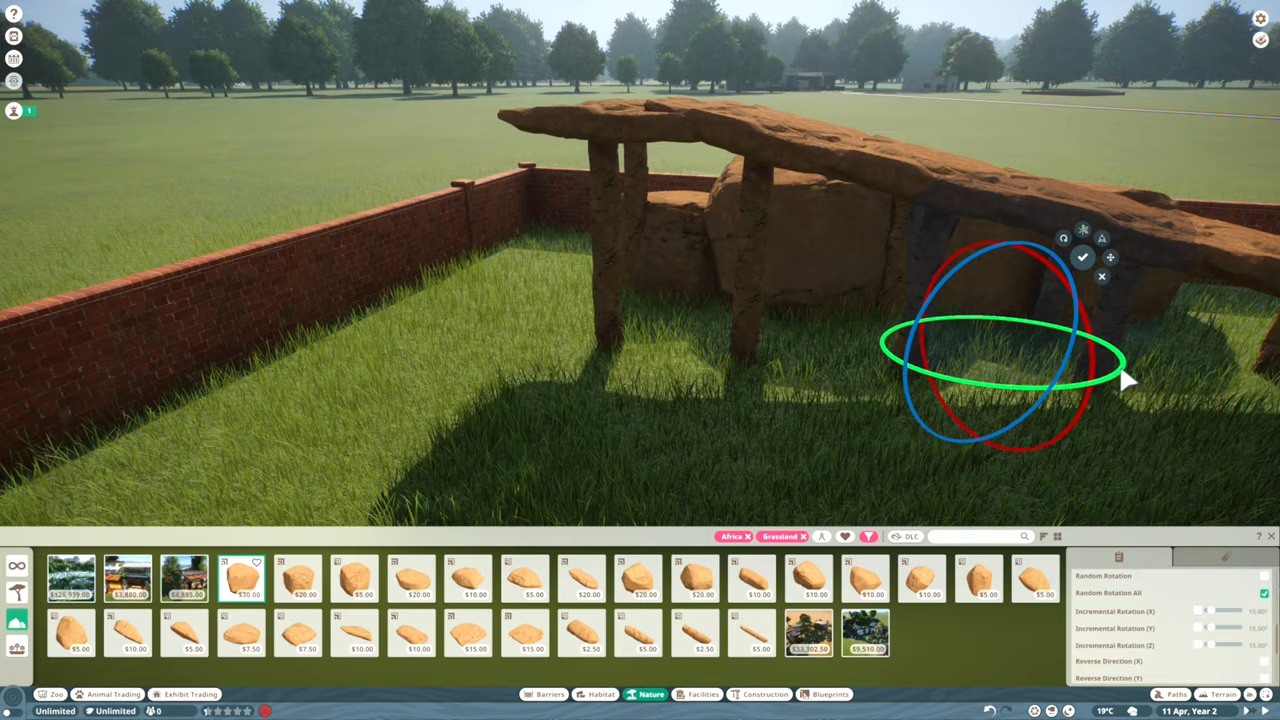 1
Africa ✕ Grassland ✕ DLC
$126,939.00 $3,880.00 $4,885.00 $30.00 $20.00 $5.00 $20.00 $10.00 $5.00 $20.00 $20.00 $20.00 $10.00 $10.00 $10.00 $10.00 $5.00 $5.00
$5.00 $10.00 $5.00 $7.50 $7.50 $10.00 $10.00 $15.00 $15.00 $2.50 $5.00 $2.50 $5.00 $33,302.50 $9,510.00
Random Rotation
Random Rotation All
Incremental Rotation (X) 15.00°
Incremental Rotation (Y) 15.00°
Incremental Rotation (Z) 15.00°
Reverse Direction (X)
Reverse Direction (Y)
Zoo Animal Trading Exhibit Trading Barriers Habitat Nature Facilities Construction Blueprints Paths Terrain
Unlimited Unlimited 0 19°C 11 Apr, Year 2